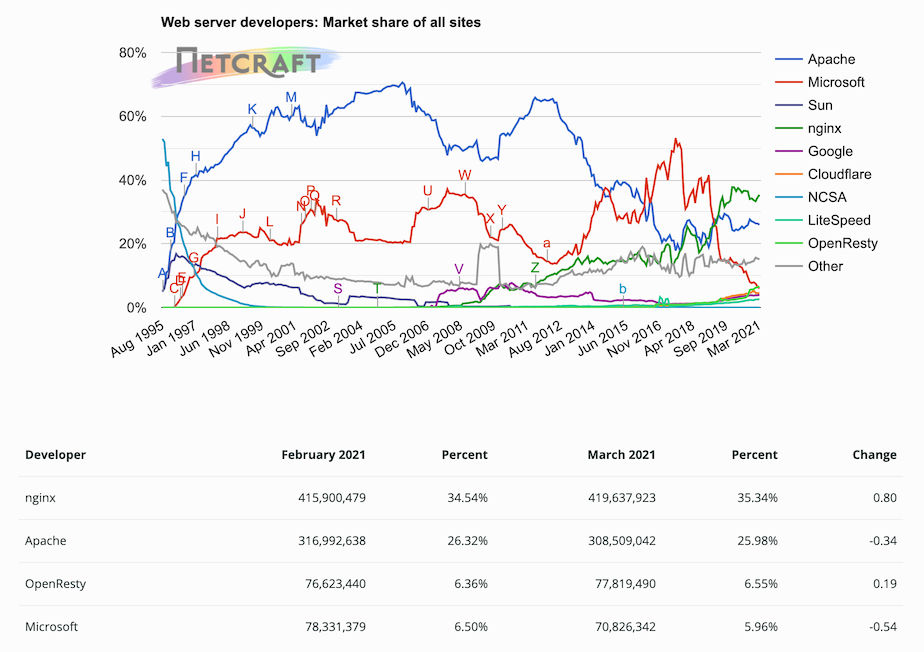 Web server developers: Market share of all sites
NETCRAFT
80%
60%
40%
20%
0%
A
B
C
D
E
F
G
H
I
J
K
L
M
N
O
P
Q
R
S
T
U
V
W
X
Y
Z
a
b
Aug 1995
Jan 1997
Jun 1998
Nov 1999
Apr 2001
Sep 2002
Feb 2004
Jul 2005
Dec 2006
May 2008
Oct 2009
Mar 2011
Aug 2012
Jan 2014
Jun 2015
Nov 2016
Apr 2018
Sep 2019
Mar 2021
Apache
Microsoft
Sun
nginx
Google
Cloudflare
NCSA
LiteSpeed
OpenResty
Other
Developer February 2021 Percent March 2021 Percent Change
nginx 415,900,479 34.54% 419,637,923 35.34% 0.80
Apache 316,992,638 26.32% 308,509,042 25.98% -0.34
OpenResty 76,623,440 6.36% 77,819,490 6.55% 0.19
Microsoft 78,331,379 6.50% 70,826,342 5.96% -0.54